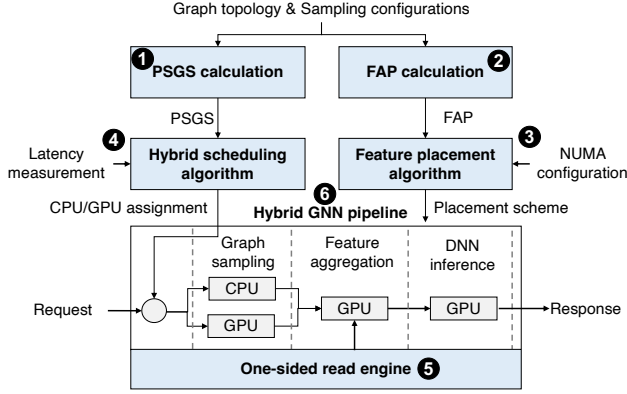 Graph topology & Sampling configurations
1 PSGS calculation
FAP calculation 2
PSGS
FAP
4
3
Latency measurement
Hybrid scheduling algorithm
Feature placement algorithm
NUMA configuration
6
CPU/GPU assignment
Hybrid GNN pipeline
Placement scheme
Graph sampling
Feature aggregation
DNN inference
Request
CPU
GPU
GPU
GPU
Response
One-sided read engine 5